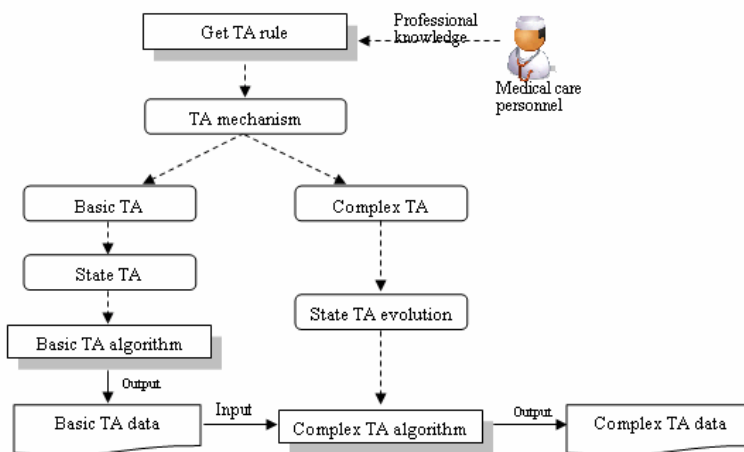 Professional
knowledge
Get TA rule
Medical care
personnel
TA mechanism
Basic TA
Complex TA
State TA
State TA evolution
Basic TA algorithm
Output
Input
Output
Basic TA data
Complex TA algorithm
Complex TA data